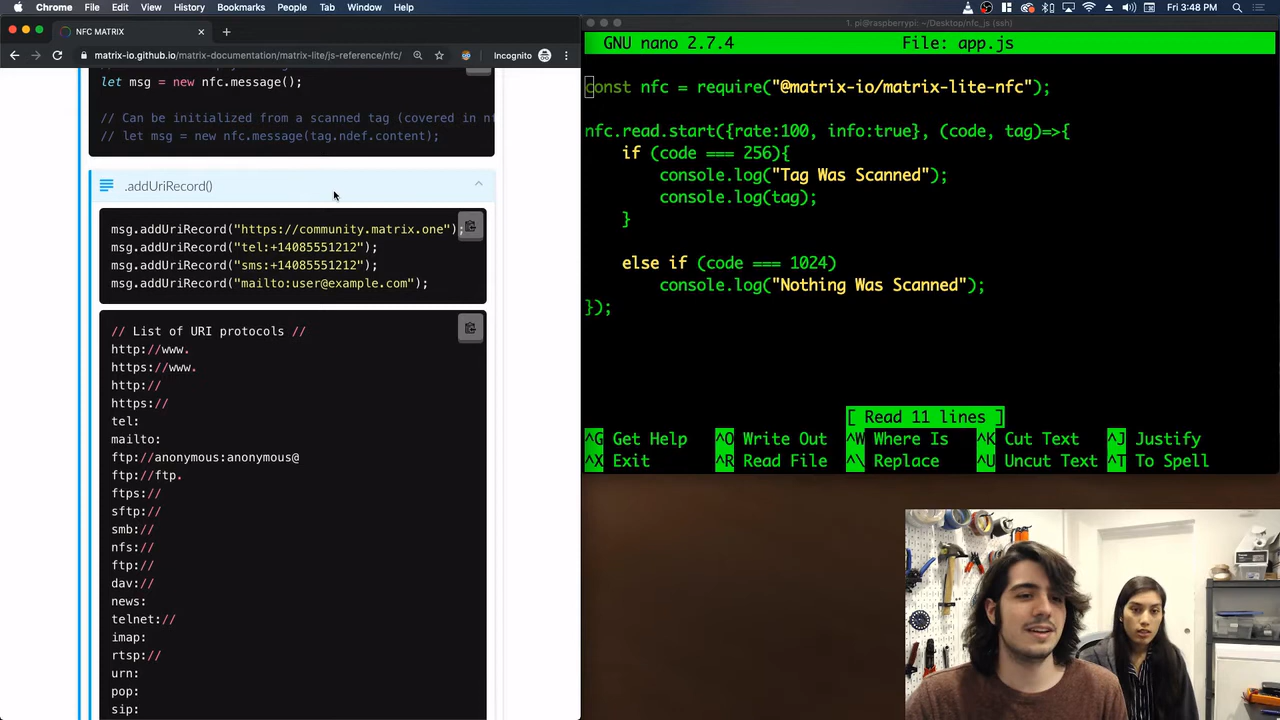 Chrome File Edit View History Bookmarks People Tab Window Help
Fri 3:48 PM
NFC MATRIX
matrix-io.github.io/matrix-documentation/matrix-lite/js-reference/nfc/
Incognito
let msg = new nfc.message();
// Can be initialized from a scanned tag (covered in nf
// let msg = new nfc.message(tag.ndef.content);
.addUriRecord()
msg.addUriRecord("https://community.matrix.one");
msg.addUriRecord("tel:+14085551212");
msg.addUriRecord("sms:+14085551212");
msg.addUriRecord("mailto:user@example.com");
// List of URI protocols //
http://www.
https://www.
http://
https://
tel:
mailto:
ftp://anonymous:anonymous@
ftp://ftp.
ftps://
sftp://
smb://
nfs://
ftp://
dav://
news:
telnet://
imap:
rtsp://
urn:
pop:
sip:
1. pi@raspberrypi: ~/Desktop/nfc_js (ssh)
GNU nano 2.7.4 File: app.js
const nfc = require("@matrix-io/matrix-lite-nfc");
nfc.read.start({rate:100, info:true}, (code, tag)=>{
if (code === 256){
console.log("Tag Was Scanned");
console.log(tag);
}
else if (code === 1024)
console.log("Nothing Was Scanned");
});
[ Read 11 lines ]
^G Get Help ^O Write Out ^W Where Is ^K Cut Text ^J Justify
^X Exit ^R Read File ^\ Replace ^U Uncut Text ^T To Spell